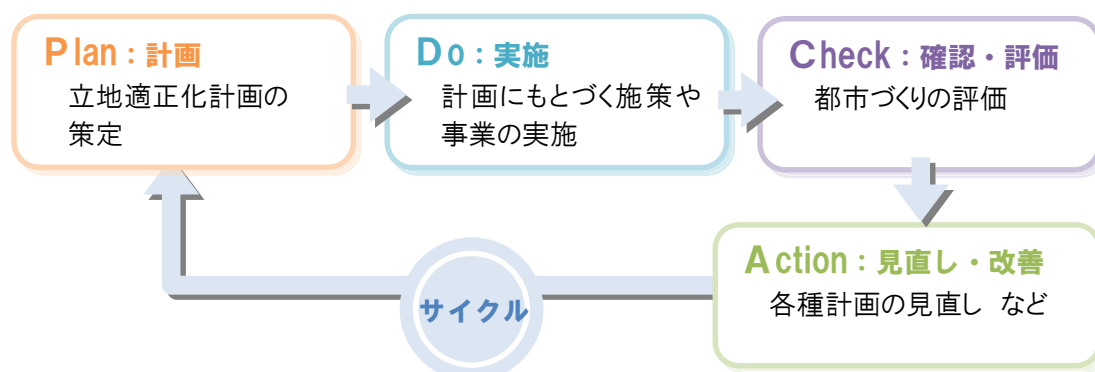 Plan：計画
立地適正化計画の
策定
Do：実施
計画にもとづく施策や
事業の実施
Check：確認・評価
都市づくりの評価
Action：見直し・改善
各種計画の見直し など
サイクル